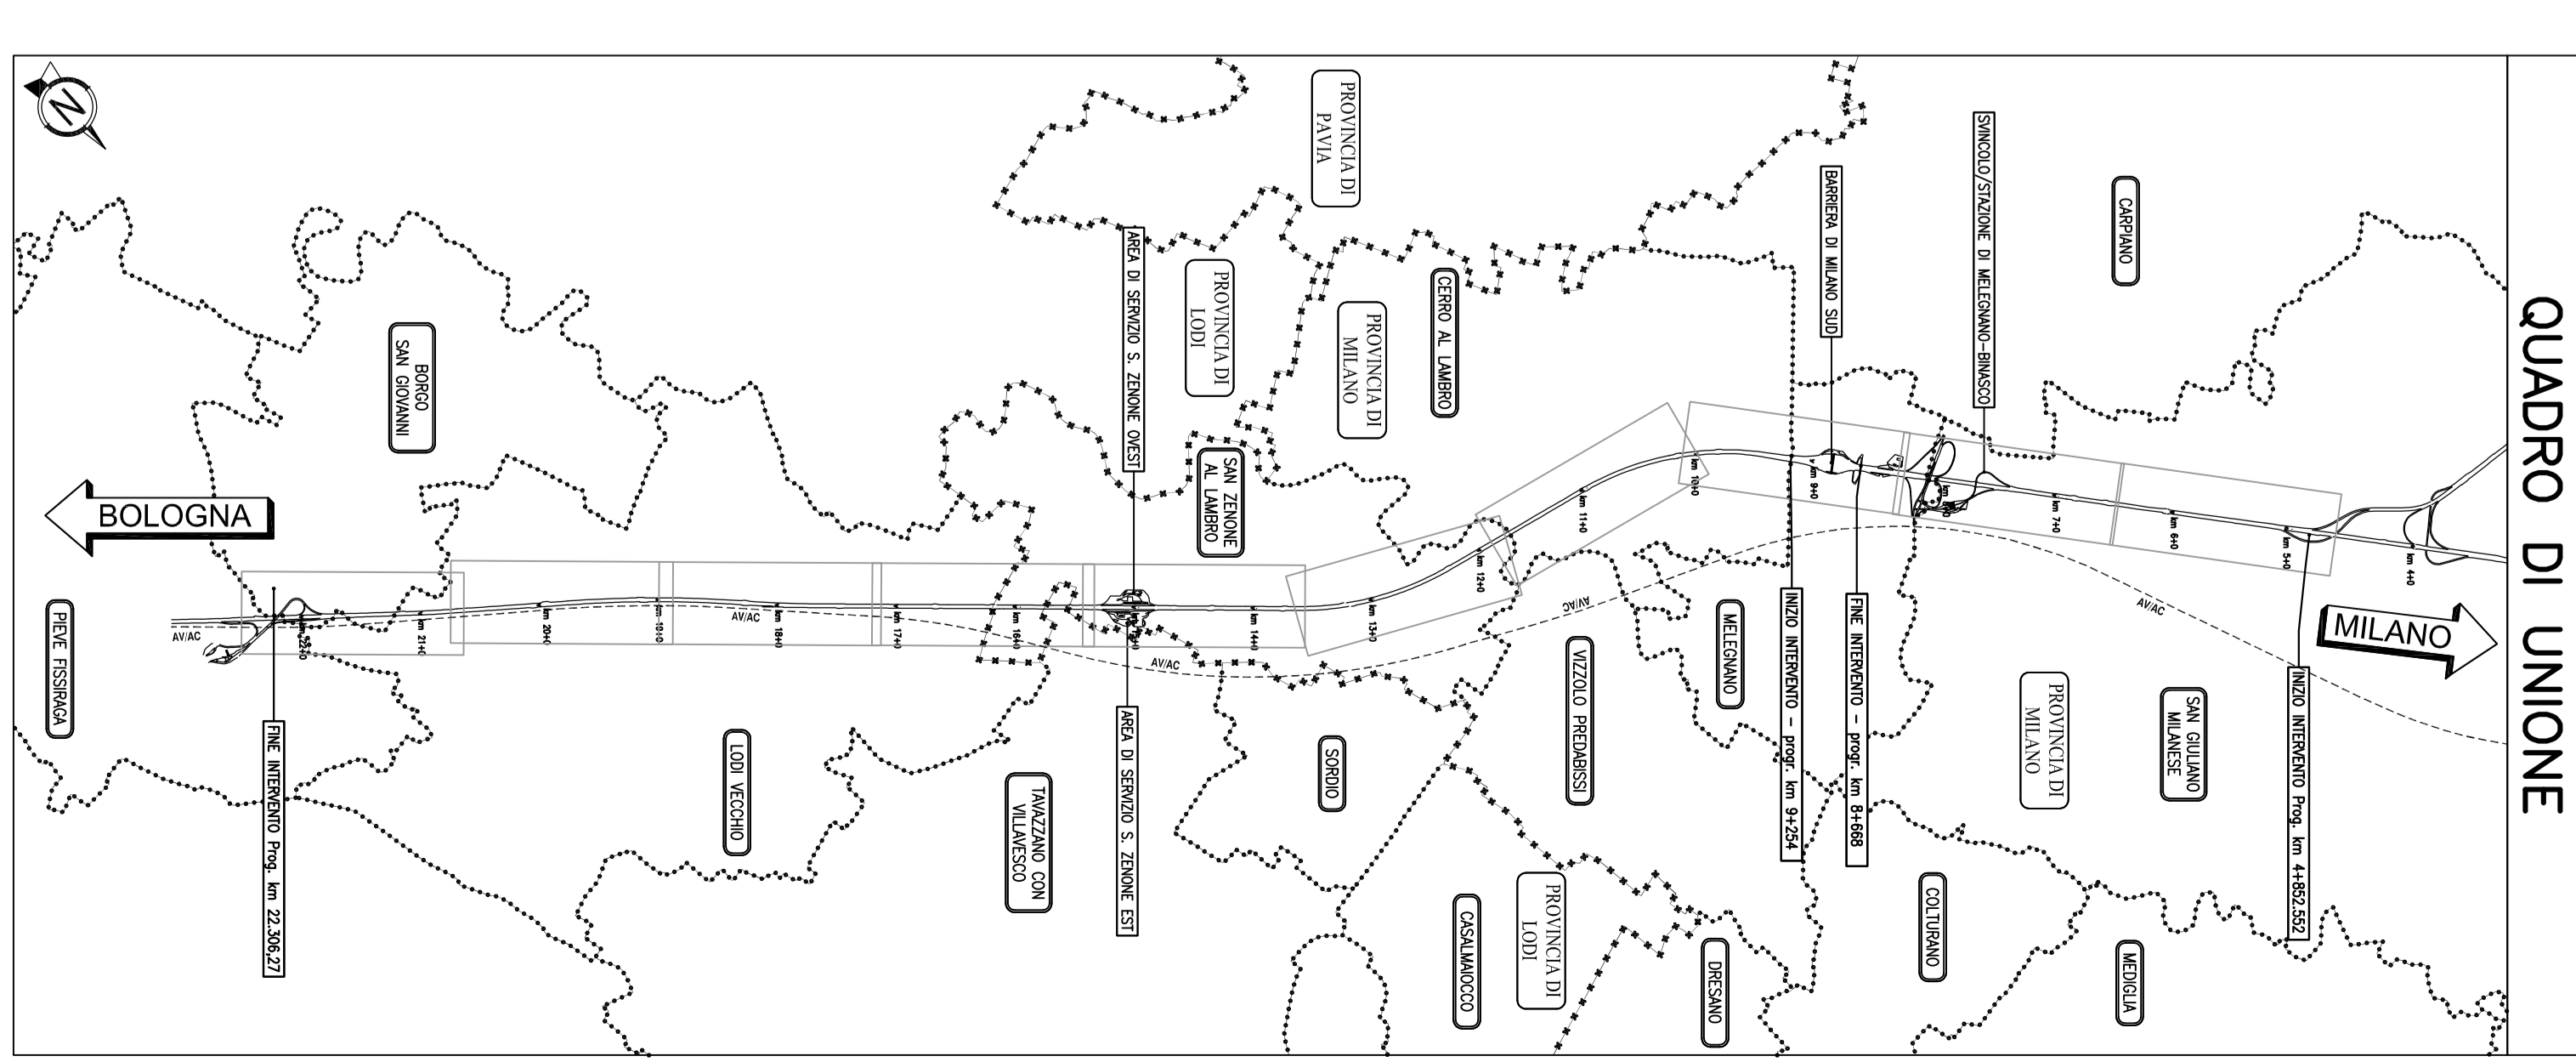 QUADRO DI UNIONE
N
MILANO
BOLOGNA
CARPIANO
SVINCOLO/STAZIONE DI MELEGNANO-BINASCO
BARRIERA DI MILANO SUD
PROVINCIA DI
PAVIA
CERRO AL LAMBRO
PROVINCIA DI
MILANO
PROVINCIA DI
LODI
AREA DI SERVIZIO S. ZENONE OVEST
SAN ZENONE
AL LAMBRO
BORGO
SAN GIOVANNI
km 4+0
km 5+0
km 6+0
km 7+0
km 9+0
km 10+0
km 11+0
km 12+0
km 13+0
km 14+0
km 16+0
km 17+0
km 18+0
km 19+0
km 20+0
km 21+0
km 22+0
AV/AC
AV/AC
AV/AC
AV/AC
AV/AC
INIZIO INTERVENTO Prog. km 4+852.552
SAN GIULIANO
MILANESE
PROVINCIA DI
MILANO
MEDIGLIA
COLTURANO
FINE INTERVENTO - progr. km 8+668
INIZIO INTERVENTO - progr. km 9+254
MELEGNANO
DRESANO
VIZZOLO PREDABISSI
PROVINCIA DI
LODI
CASALMAIOCCO
SORDIO
AREA DI SERVIZIO S. ZENONE EST
TAVAZZANO CON
VILLAVESCO
LODI VECCHIO
FINE INTERVENTO Prog. km 22.306,27
PIEVE FISSIRAGA